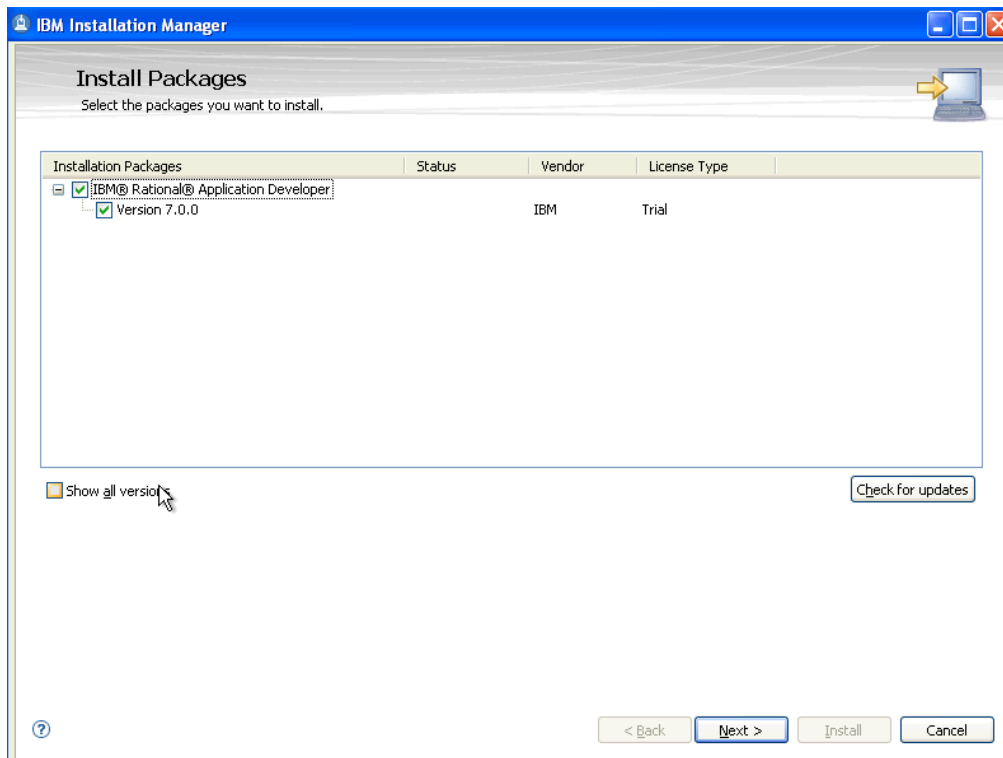 IBM Installation Manager
Install Packages
Select the packages you want to install.
Installation Packages Status Vendor License Type
IBM® Rational® Application Developer
Version 7.0.0 IBM Trial
Show all versions Check for updates
? < Back Next > Install Cancel